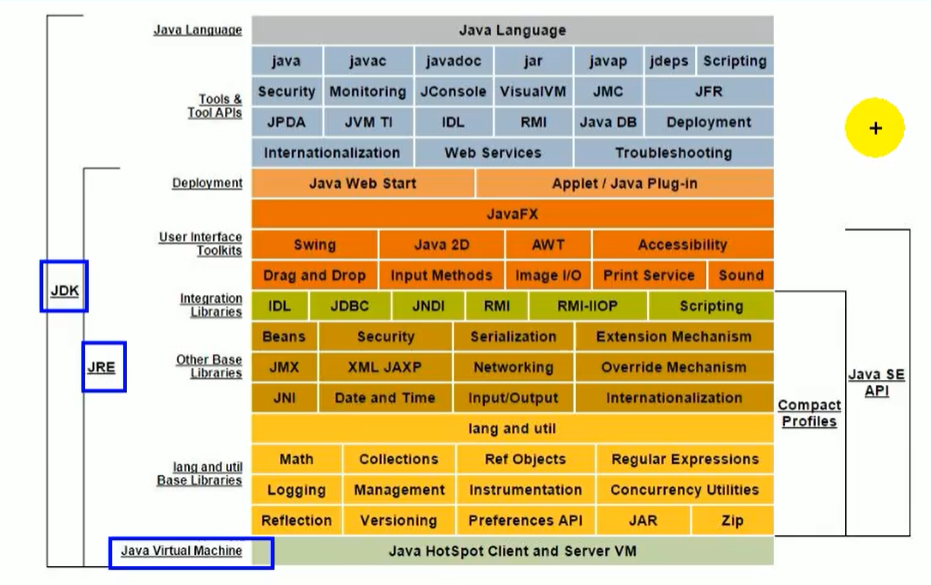 Java Language Java Language
java javac javadoc jar javap jdeps Scripting
Security Monitoring JConsole VisualVM JMC JFR
Tools &
Tool APIs
JPDA JVM TI IDL RMI Java DB Deployment
Internationalization Web Services Troubleshooting
Deployment Java Web Start Applet / Java Plug-in
JavaFX
User Interface
Toolkits
Swing Java 2D AWT Accessibility
Drag and Drop Input Methods Image I/O Print Service Sound
JDK
Integration
Libraries
IDL JDBC JNDI RMI RMI-IIOP Scripting
Beans Security Serialization Extension Mechanism
JRE
Other Base
Libraries
JMX XML JAXP Networking Override Mechanism
Java SE
API
JNI Date and Time Input/Output Internationalization
Compact
Profiles
lang and util
Math Collections Ref Objects Regular Expressions
lang and util
Base Libraries
Logging Management Instrumentation Concurrency Utilities
Reflection Versioning Preferences API JAR Zip
Java Virtual Machine Java HotSpot Client and Server VM